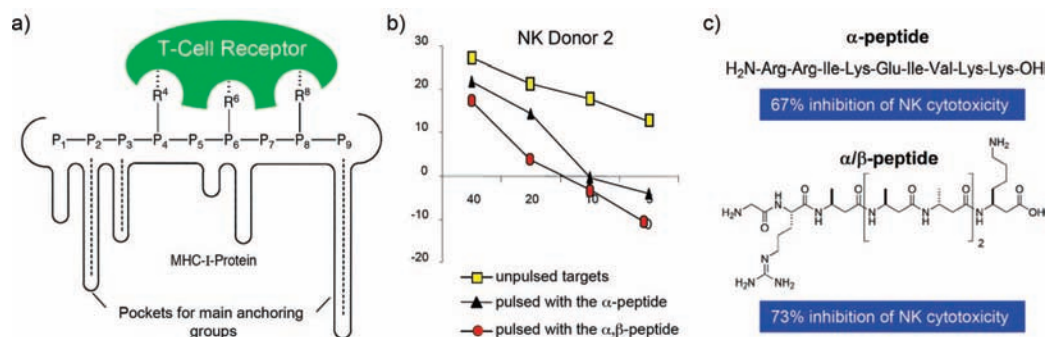 a)
T-Cell Receptor
R4 R6 R8
P1 P2 P3 P4 P5 P6 P7 P8 P9
MHC-I-Protein
Pockets for main anchoring
groups
b)
NK Donor 2
30
20
10
0
40 20 10
-10
-20
unpulsed targets
pulsed with the α-peptide
pulsed with the α,β-peptide
c)
α-peptide
H2N-Arg-Arg-Ile-Lys-Glu-Ile-Val-Lys-Lys-OH
67% inhibition of NK cytotoxicity
α/β-peptide
NH2
O H N O O O O O
H2N N H O N H N H N H N H OH
2
N
H2N NH2
73% inhibition of NK cytotoxicity